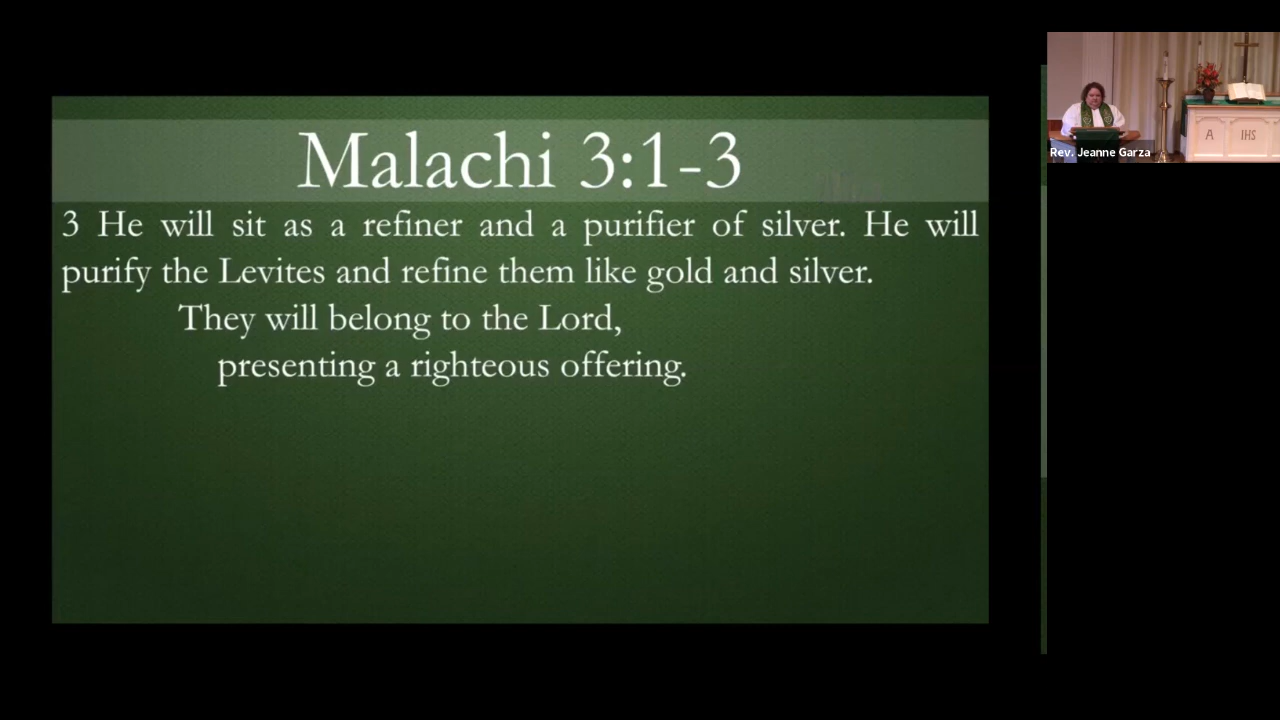 Malachi 3:1-3
3 He will sit as a refiner and a purifier of silver. He will
purify the Levites and refine them like gold and silver.
They will belong to the Lord,
presenting a righteous offering.
Rev. Jeanne Garza
A IHS